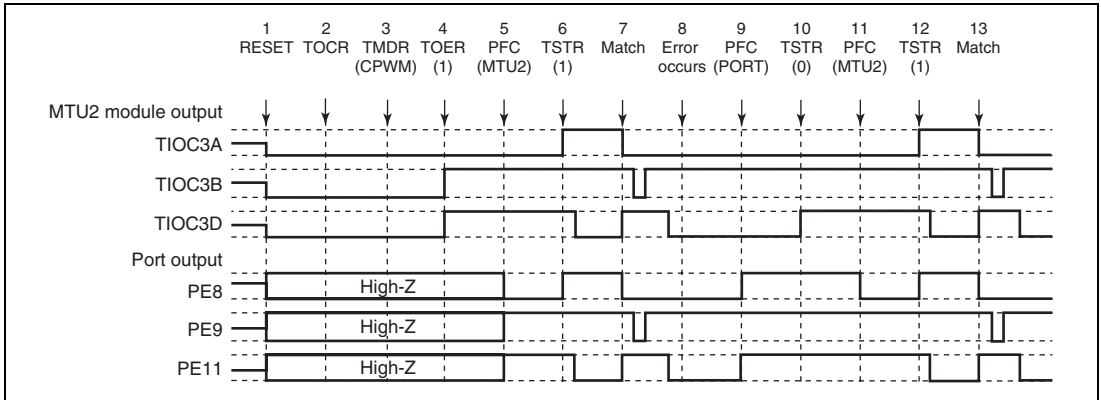 1 2 3 4 5 6 7 8 9 10 11 12 13
RESET TOCR TMDR TOER PFC TSTR Match Error PFC TSTR PFC TSTR Match
(CPWM) (1) (MTU2) (1) occurs (PORT) (0) (MTU2) (1)
MTU2 module output
TIOC3A
TIOC3B
TIOC3D
Port output
PE8 High-Z
PE9 High-Z
PE11 High-Z